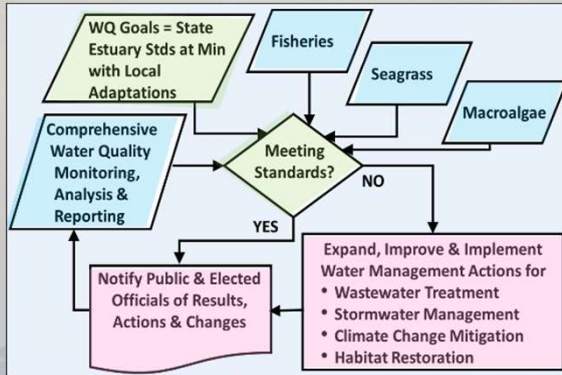 WQ Goals = State
Estuary Stds at Min
with Local
Adaptations
Fisheries
Seagrass
Macroalgae
Comprehensive
Water Quality
Monitoring,
Analysis &
Reporting
Meeting
Standards?
NO
YES
Notify Public & Elected
Officials of Results,
Actions & Changes
Expand, Improve & Implement
Water Management Actions for
• Wastewater Treatment
• Stormwater Management
• Climate Change Mitigation
• Habitat Restoration